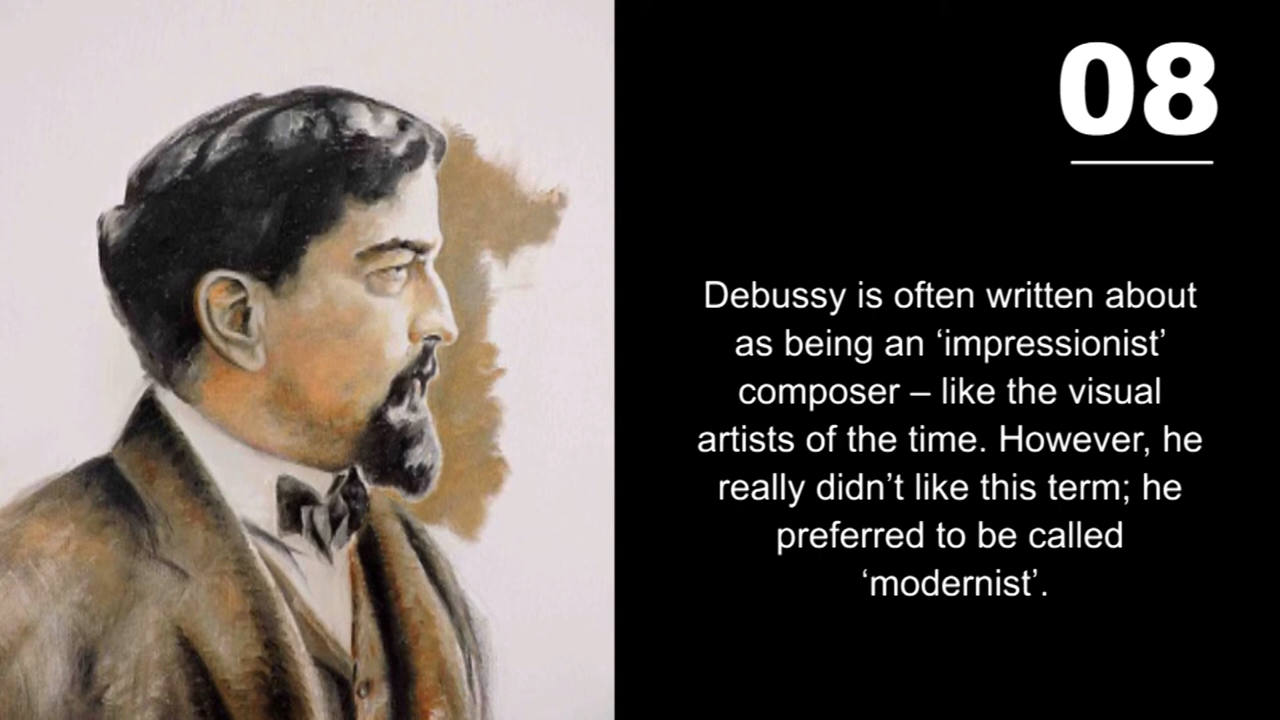 08
Debussy is often written about
as being an ‘impressionist’
composer – like the visual
artists of the time. However, he
really didn’t like this term; he
preferred to be called
‘modernist’.